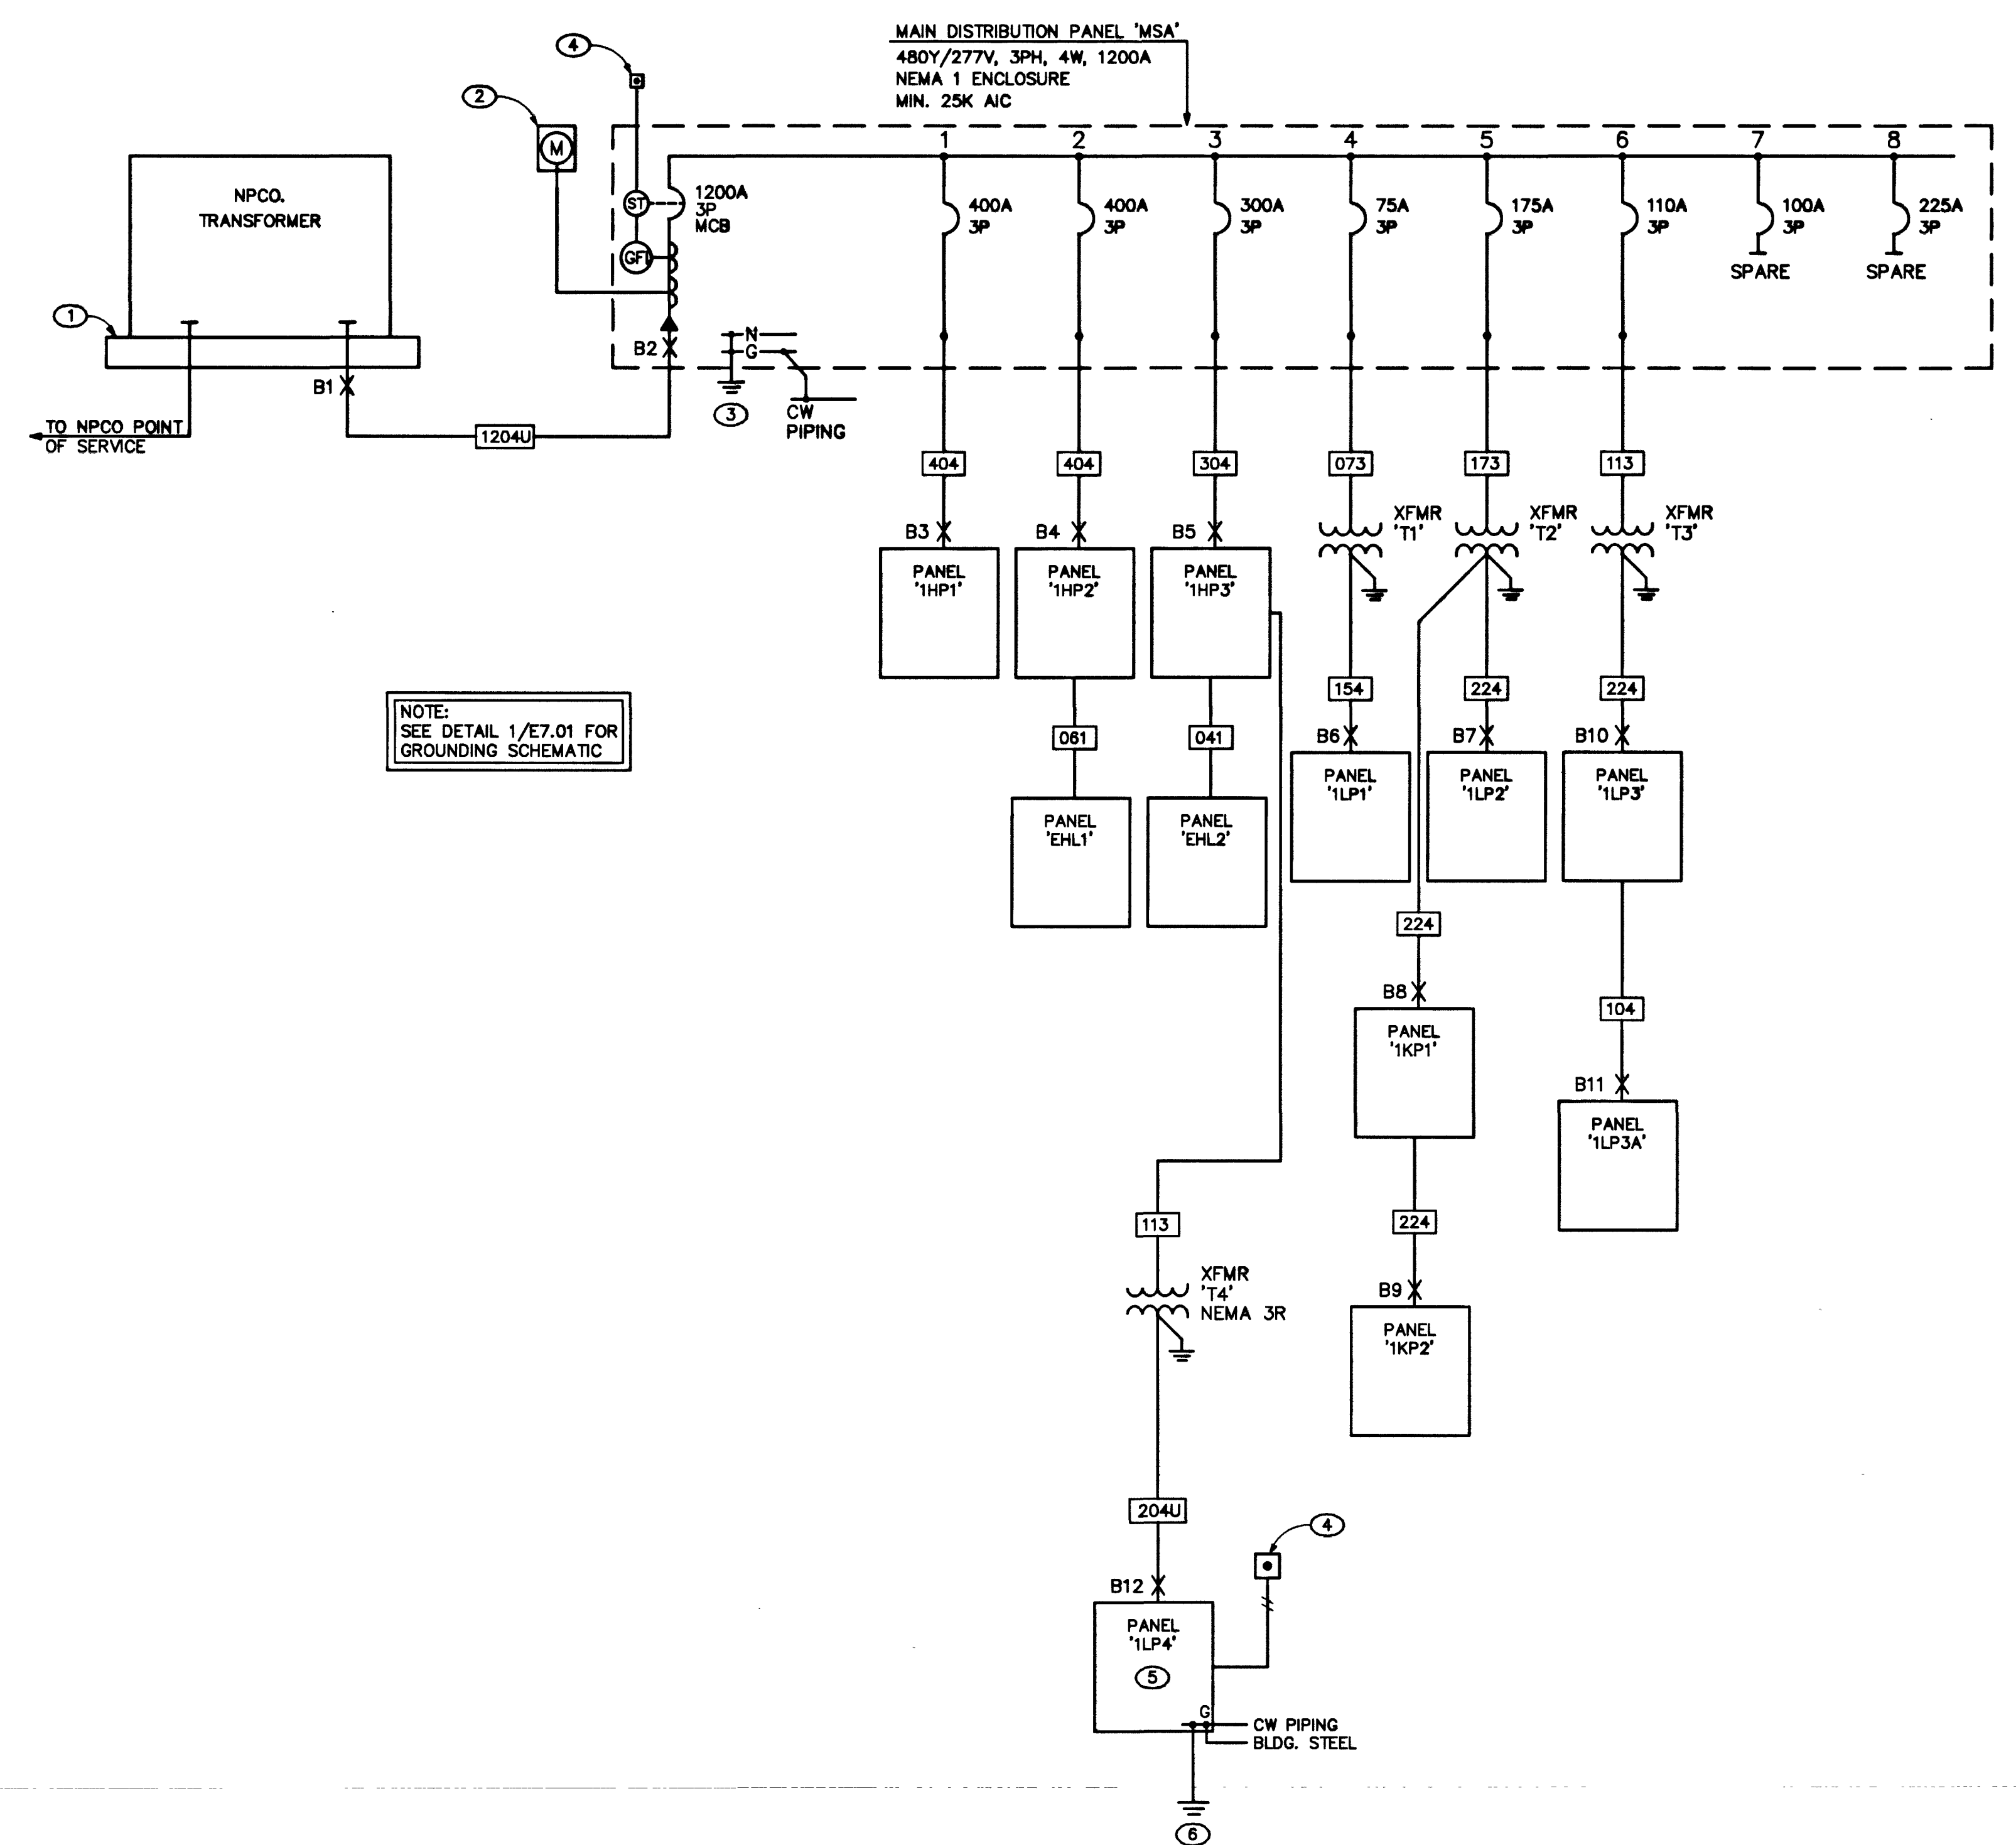 MAIN DISTRIBUTION PANEL 'MSA'
480Y/277V, 3PH, 4W, 1200A
NEMA 1 ENCLOSURE
MIN. 25K AIC
4
2
M
NPCO.
TRANSFORMER
1
ST
1200A
3P
MCB
GFI
B2
N
G
3
CW
PIPING
B1
TO NPCO POINT
OF SERVICE
1204U
1 2 3 4 5 6 7 8
400A
3P
400A
3P
300A
3P
75A
3P
175A
3P
110A
3P
100A
3P
SPARE
225A
3P
SPARE
404 404 304 073 173 113
XFMR
'T1'
XFMR
'T2'
XFMR
'T3'
B3
PANEL
'1HP1'
B4
PANEL
'1HP2'
B5
PANEL
'1HP3'
NOTE:
SEE DETAIL 1/E7.01 FOR
GROUNDING SCHEMATIC
154 224 224
061 041
B6
PANEL
'1LP1'
B7
PANEL
'1LP2'
B10
PANEL
'1LP3'
PANEL
'EHL1'
PANEL
'EHL2'
224
B8
PANEL
'1KP1'
104
B11
PANEL
'1LP3A'
113
224
XFMR
'T4'
NEMA 3R
B9
PANEL
'1KP2'
204U
4
B12
PANEL
'1LP4'
5
G
CW PIPING
BLDG. STEEL
6